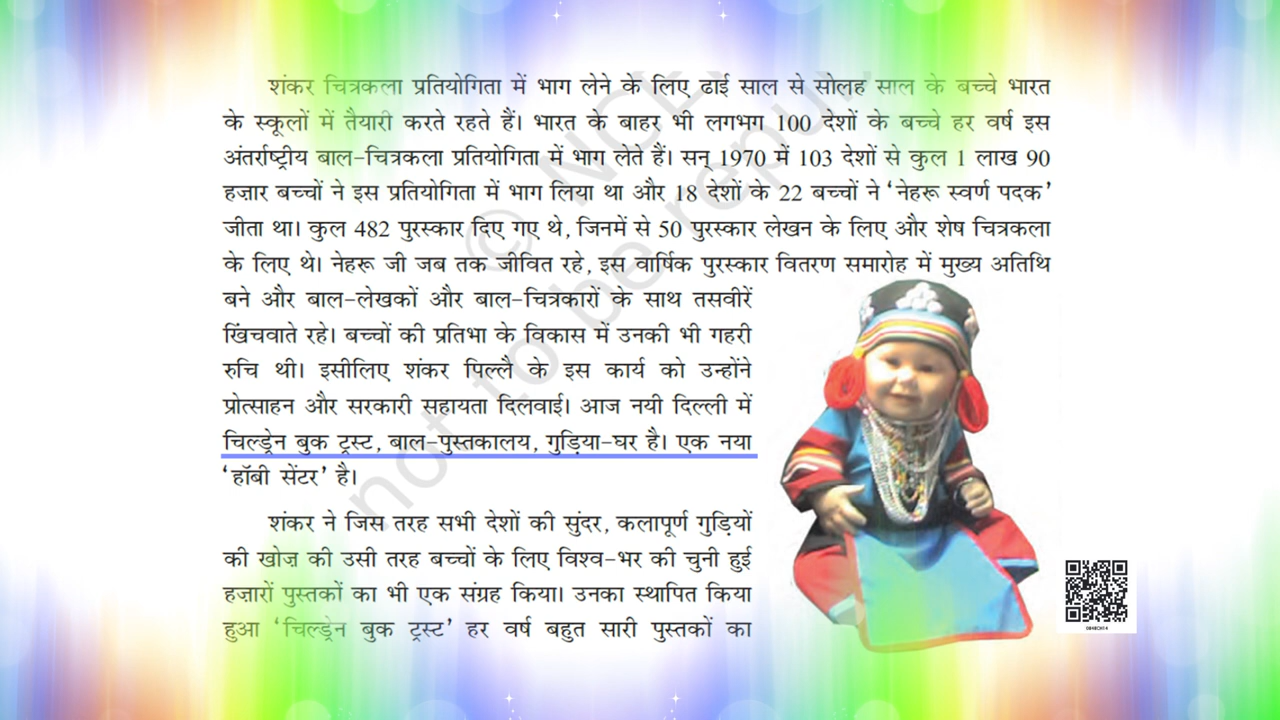 शंकर चित्रकला प्रतियोगिता में भाग लेने के लिए ढाई साल से सोलह साल के बच्चे भारत
के स्कूलों में तैयारी करते रहते हैं। भारत के बाहर भी लगभग 100 देशों के बच्चे हर वर्ष इस
अंतर्राष्ट्रीय बाल-चित्रकला प्रतियोगिता में भाग लेते हैं। सन् 1970 में 103 देशों से कुल 1 लाख 90
हज़ार बच्चों ने इस प्रतियोगिता में भाग लिया था और 18 देशों के 22 बच्चों ने ‘नेहरू स्वर्ण पदक’
जीता था। कुल 482 पुरस्कार दिए गए थे, जिनमें से 50 पुरस्कार लेखन के लिए और शेष चित्रकला
के लिए थे। नेहरू जी जब तक जीवित रहे, इस वार्षिक पुरस्कार वितरण समारोह में मुख्य अतिथि
बने और बाल-लेखकों और बाल-चित्रकारों के साथ तसवीरें
खिंचवाते रहे। बच्चों की प्रतिभा के विकास में उनकी भी गहरी
रुचि थी। इसीलिए शंकर पिल्लै के इस कार्य को उन्होंने
प्रोत्साहन और सरकारी सहायता दिलवाई। आज नयी दिल्ली में
चिल्ड्रेन बुक ट्रस्ट, बाल-पुस्तकालय, गुड़िया-घर है। एक नया
‘हॉबी सेंटर’ है।
शंकर ने जिस तरह सभी देशों की सुंदर, कलापूर्ण गुड़ियों
की खोज़ की उसी तरह बच्चों के लिए विश्व-भर की चुनी हुई
हज़ारों पुस्तकों का भी एक संग्रह किया। उनका स्थापित किया
हुआ ‘चिल्ड्रेन बुक ट्रस्ट’ हर वर्ष बहुत सारी पुस्तकों का